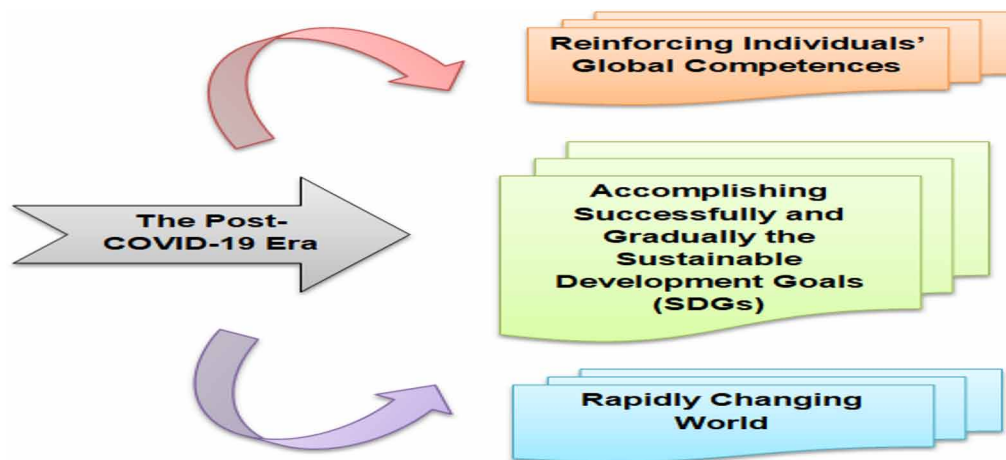 Reinforcing Individuals'
Global Competences
The Post-
COVID-19 Era
Accomplishing
Successfully and
Gradually the
Sustainable
Development Goals
(SDGs)
Rapidly Changing
World